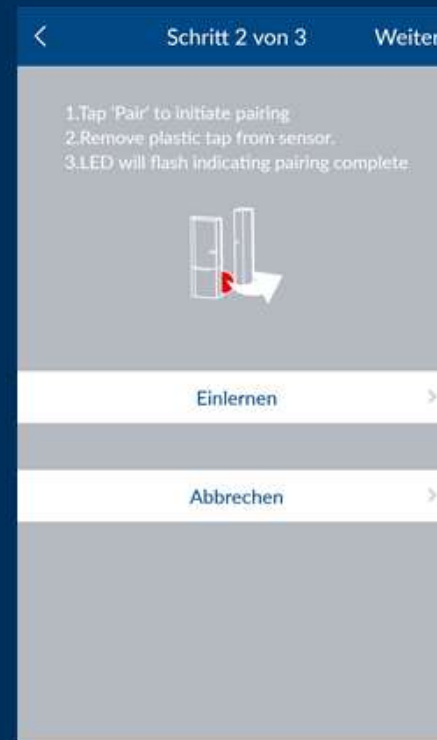 Schritt 2 von 3
Weiter
1.Tap 'Pair' to initiate pairing
2.Remove plastic tap from sensor.
3.LED will flash indicating pairing complete
Einlernen
Abbrechen